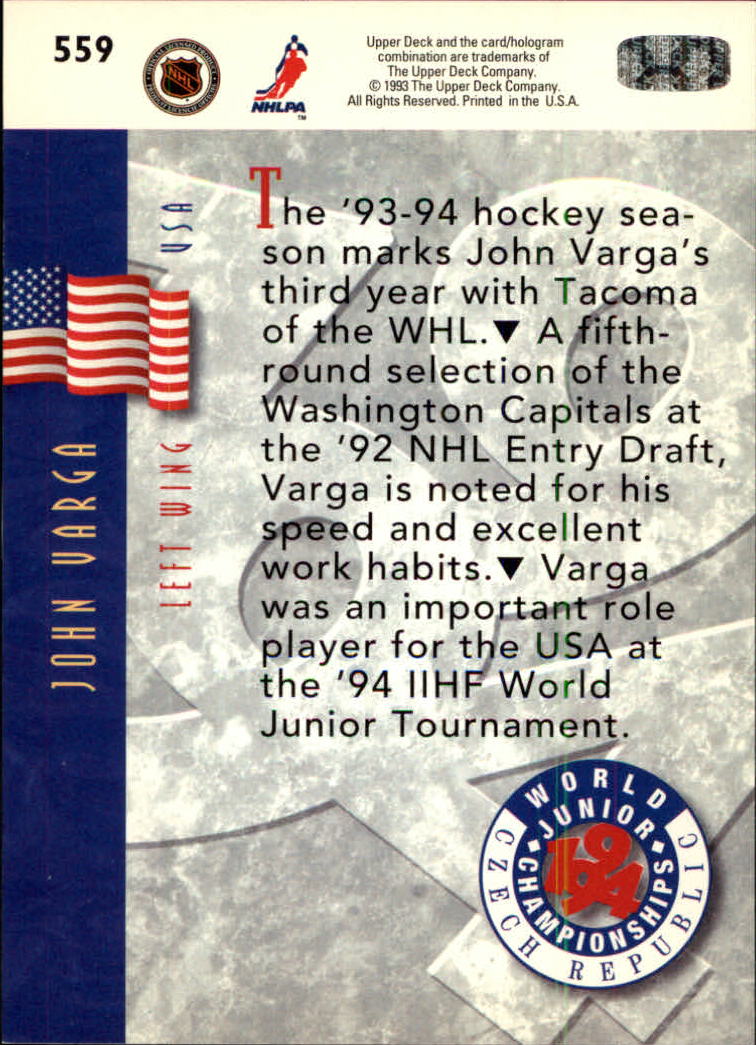 559
NHL
NHLPA
TM
Upper Deck and the card/hologram
combination are trademarks of
The Upper Deck Company.
© 1993 The Upper Deck Company.
All Rights Reserved. Printed in the U.S.A.
USA
LEFT WING
JOHN VARGA
The '93-94 hockey sea-
son marks John Varga's
third year with Tacoma
of the WHL.▼ A fifth-
round selection of the
Washington Capitals at
the '92 NHL Entry Draft,
Varga is noted for his
speed and excellent
work habits.▼ Varga
was an important role
player for the USA at
the '94 IIHF World
Junior Tournament.
WORLD
JUNIOR
1994
CHAMPIONSHIPS
CZECH REPUBLIC